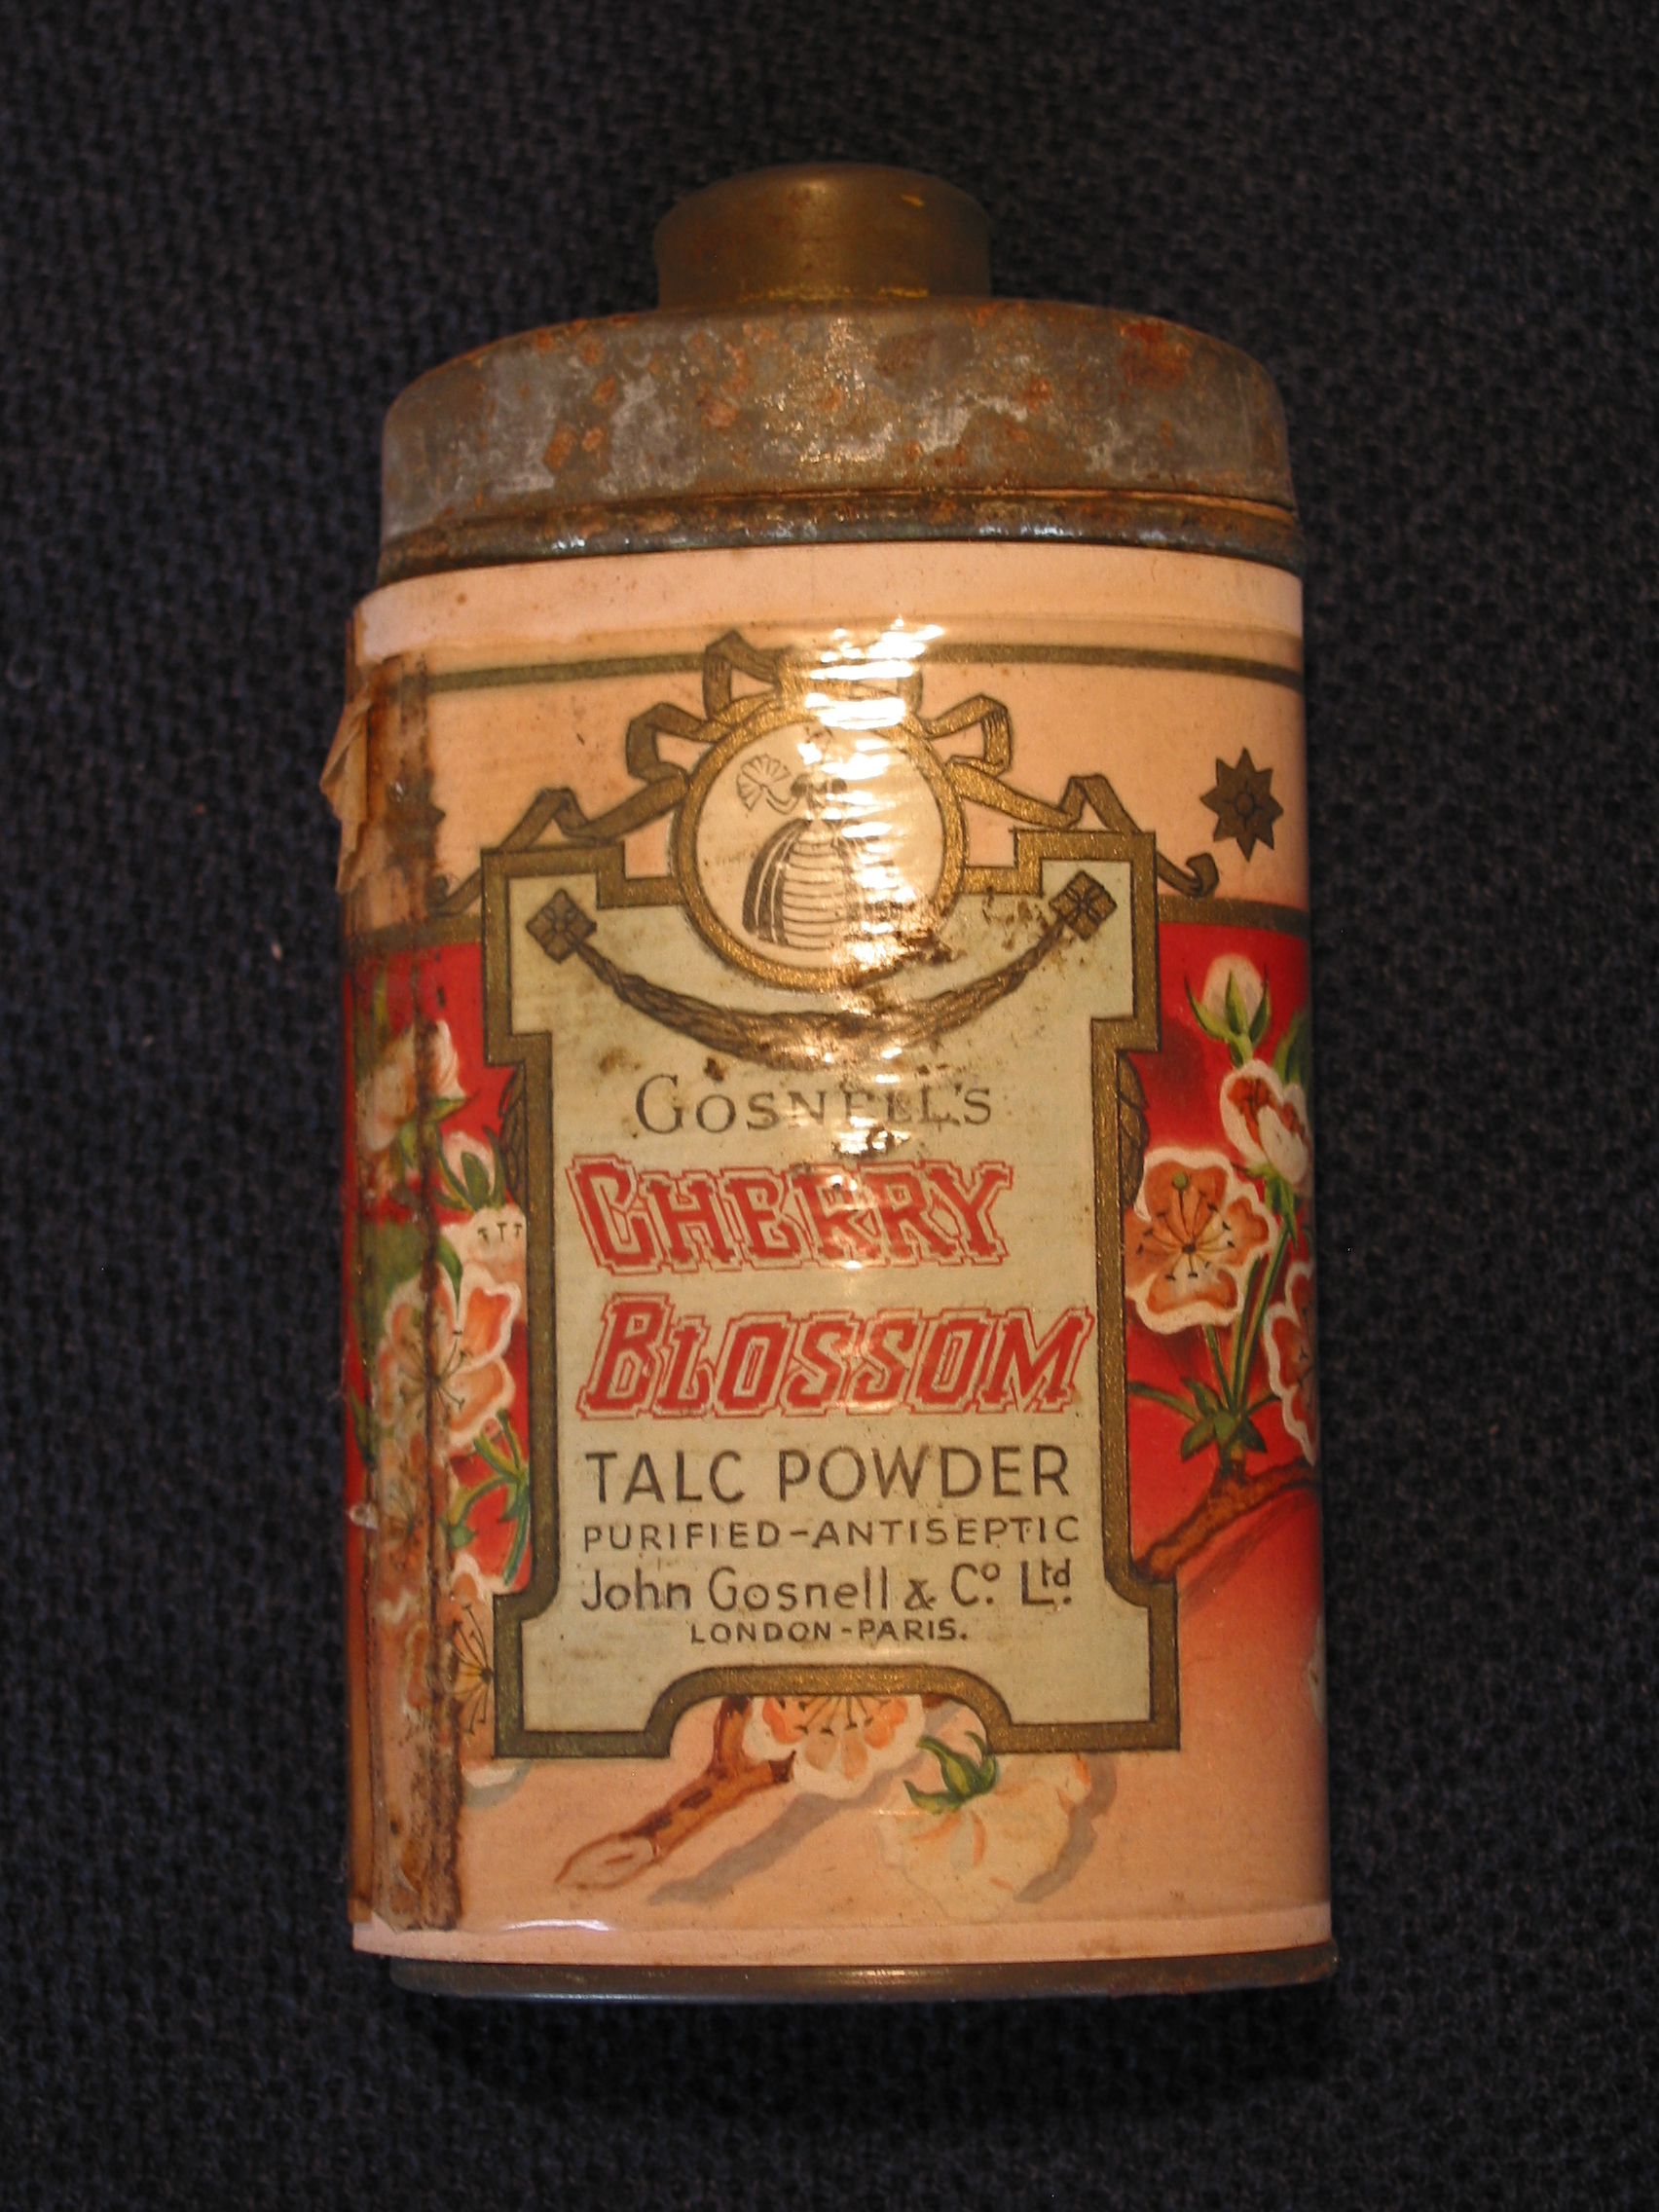 GOSNELL'S
CHERRY
BLOSSOM
TALC POWDER
PURIFIED-ANTISEPTIC
John Gosnell & Co. Ltd.
LONDON-PARIS.